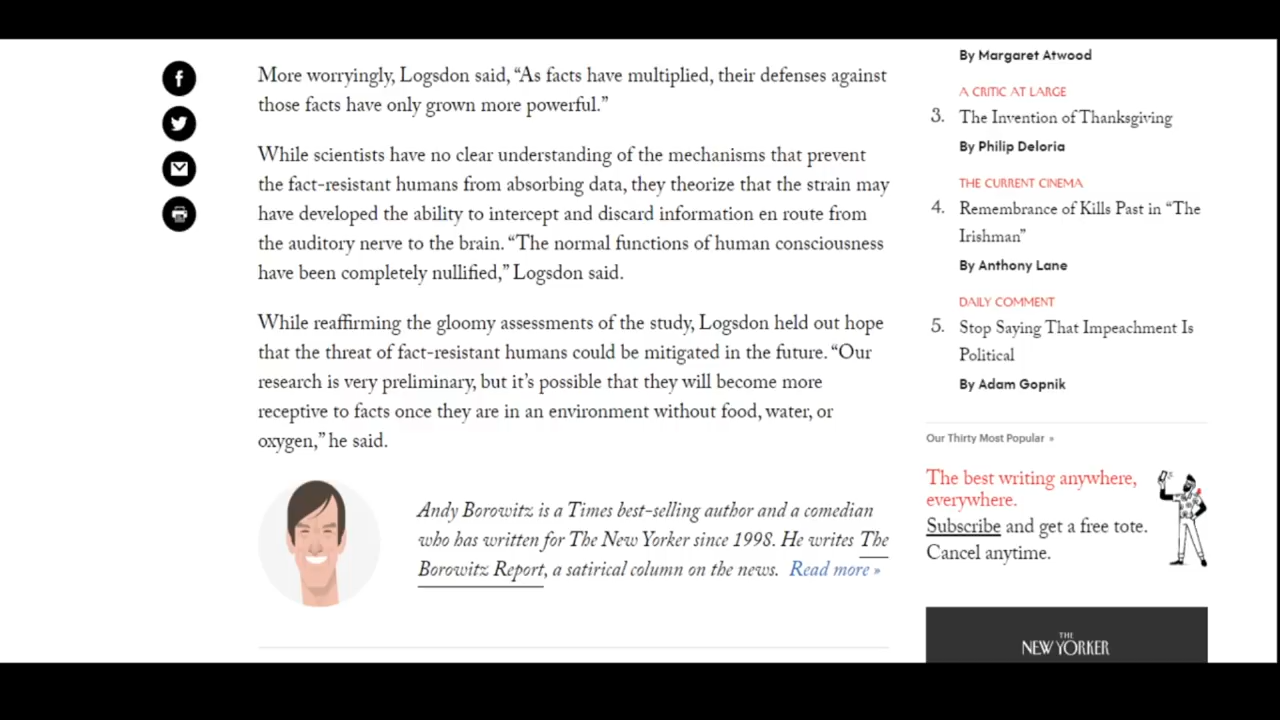 More worryingly, Logsdon said, “As facts have multiplied, their defenses against
those facts have only grown more powerful.”
While scientists have no clear understanding of the mechanisms that prevent
the fact-resistant humans from absorbing data, they theorize that the strain may
have developed the ability to intercept and discard information en route from
the auditory nerve to the brain. “The normal functions of human consciousness
have been completely nullified,” Logsdon said.
While reaffirming the gloomy assessments of the study, Logsdon held out hope
that the threat of fact-resistant humans could be mitigated in the future. “Our
research is very preliminary, but it’s possible that they will become more
receptive to facts once they are in an environment without food, water, or
oxygen,” he said.
Andy Borowitz is a Times best-selling author and a comedian
who has written for The New Yorker since 1998. He writes The
Borowitz Report, a satirical column on the news. Read more »
By Margaret Atwood
A CRITIC AT LARGE
3. The Invention of Thanksgiving
By Philip Deloria
THE CURRENT CINEMA
4. Remembrance of Kills Past in “The
Irishman”
By Anthony Lane
DAILY COMMENT
5. Stop Saying That Impeachment Is
Political
By Adam Gopnik
Our Thirty Most Popular »
The best writing anywhere,
everywhere.
Subscribe and get a free tote.
Cancel anytime.
THE
NEW YORKER